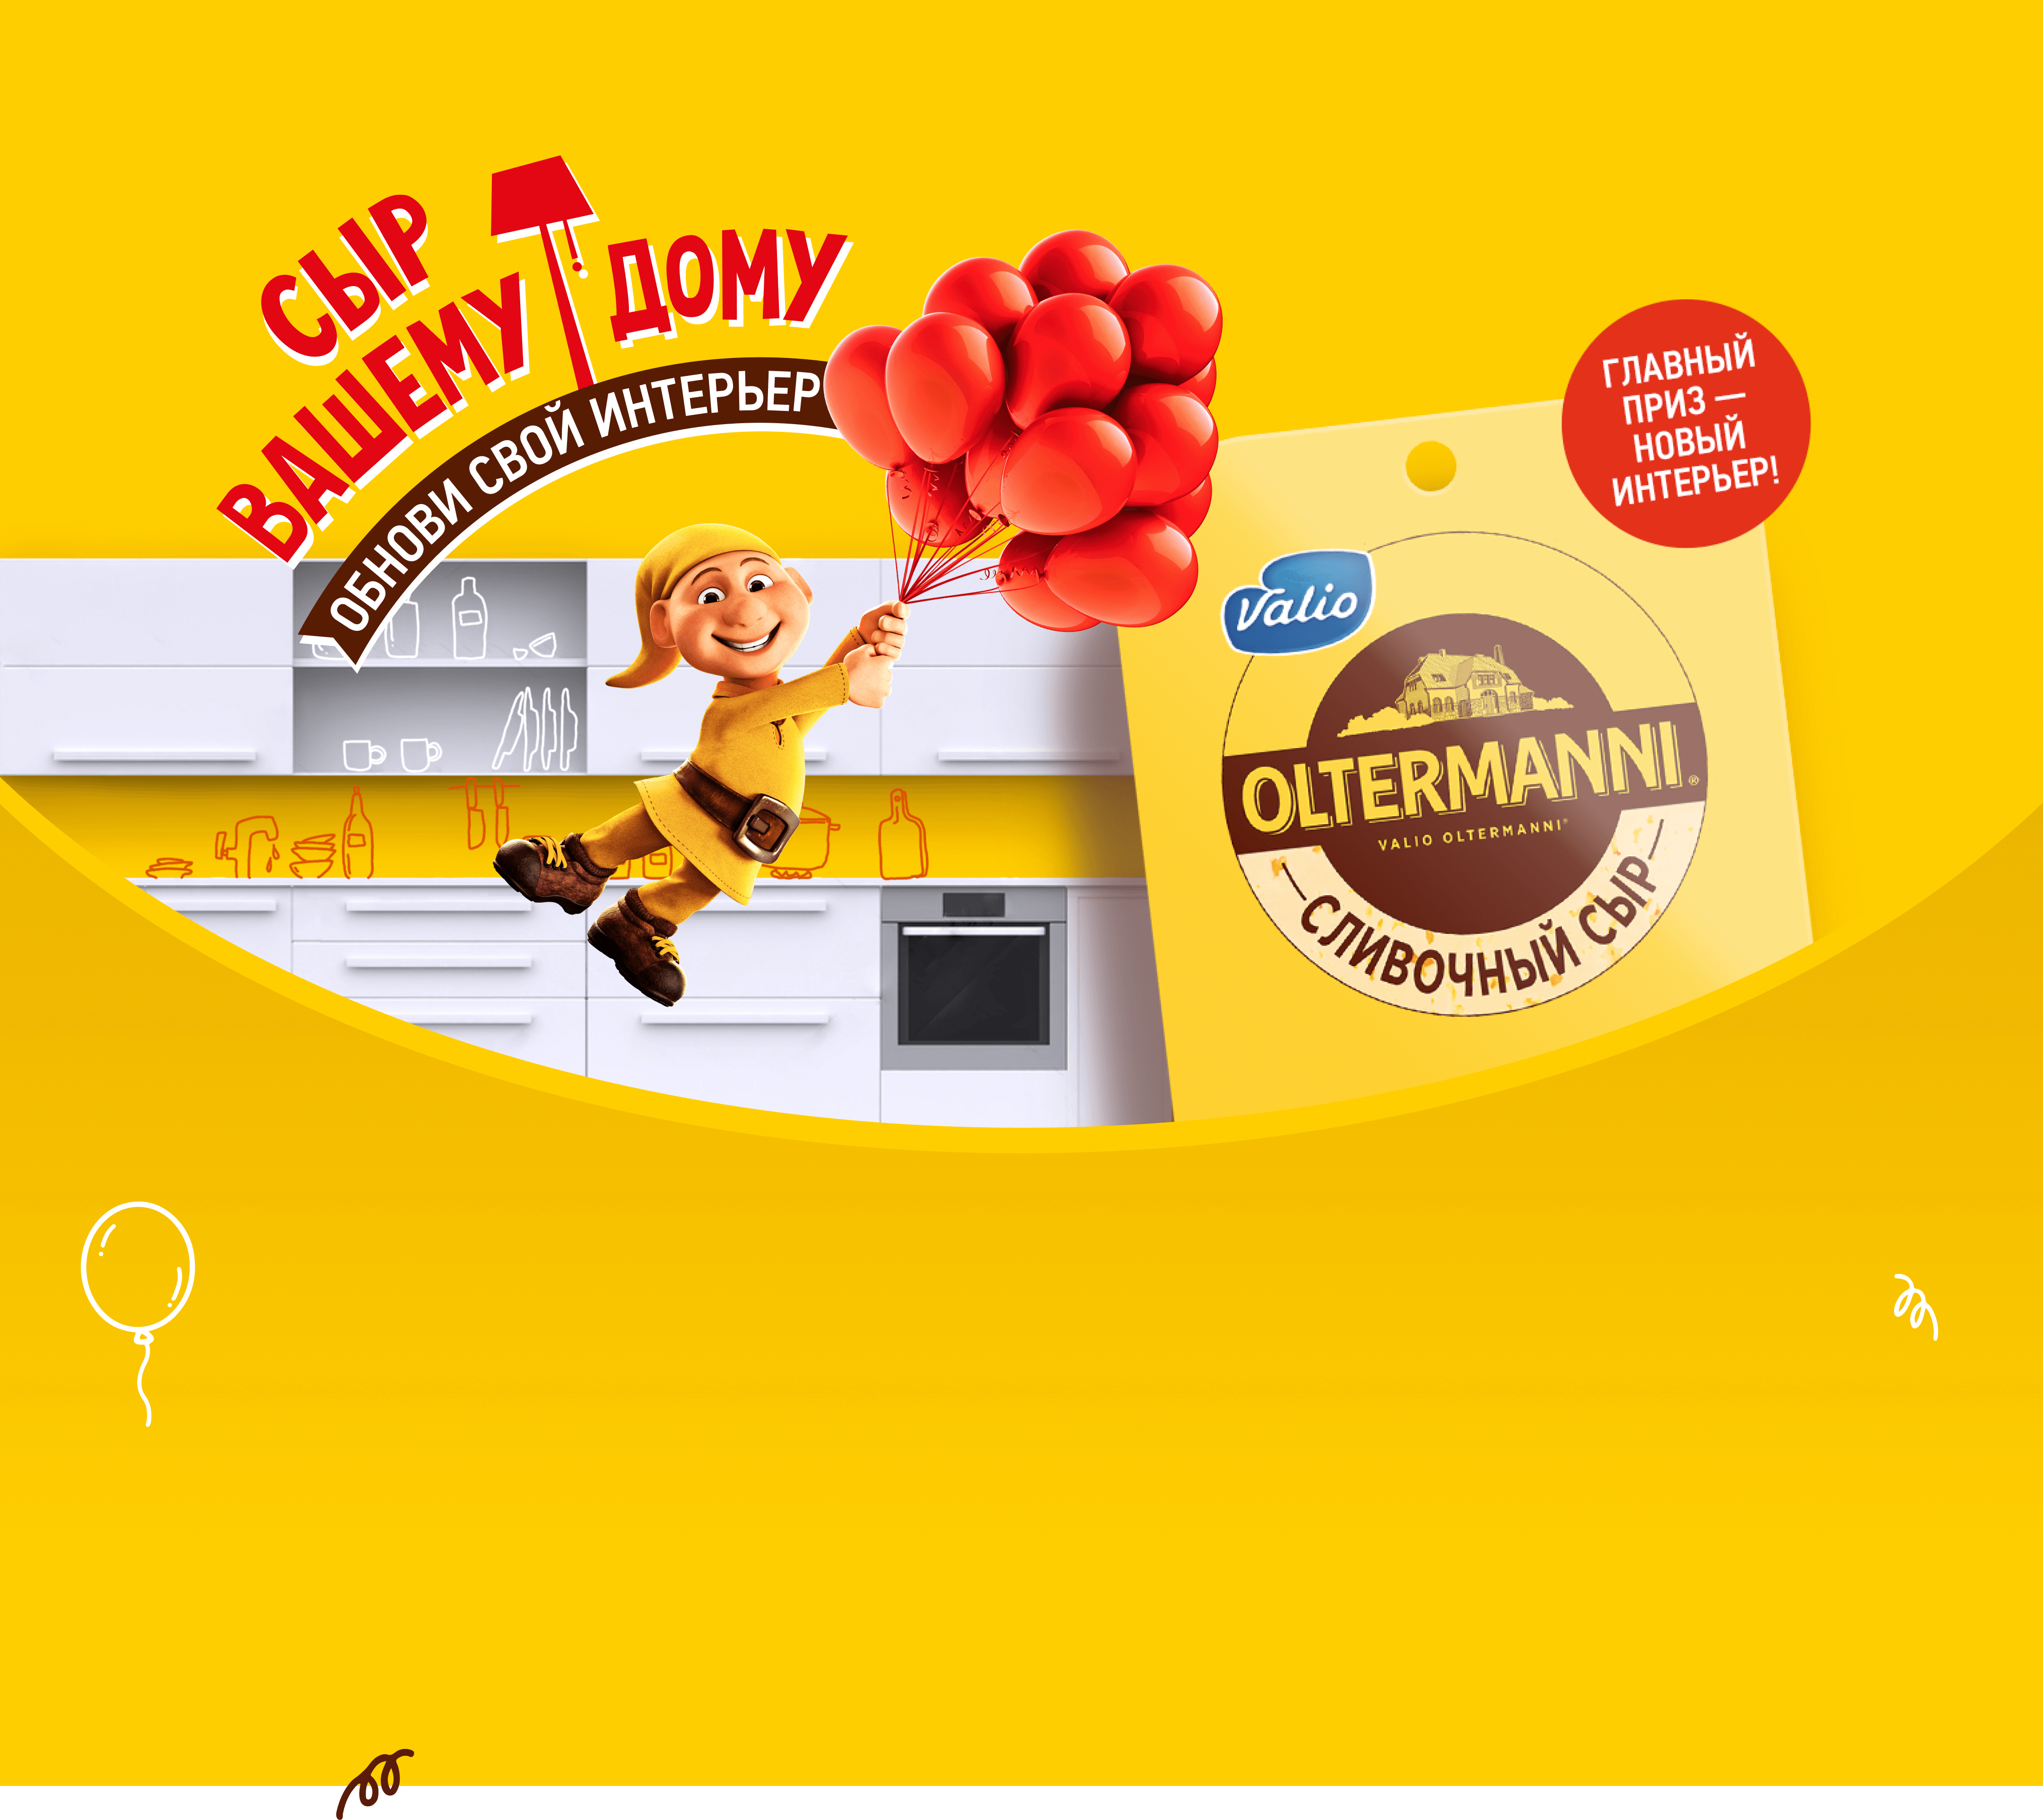 СЫР
ВАШЕМУ ДОМУ
ОБНОВИ СВОЙ ИНТЕРЬЕР
ГЛАВНЫЙ
ПРИЗ —
НОВЫЙ
ИНТЕРЬЕР!
Valio
OLTERMANNI®
VALIO OLTERMANNI®
—СЛИВОЧНЫЙ СЫР—